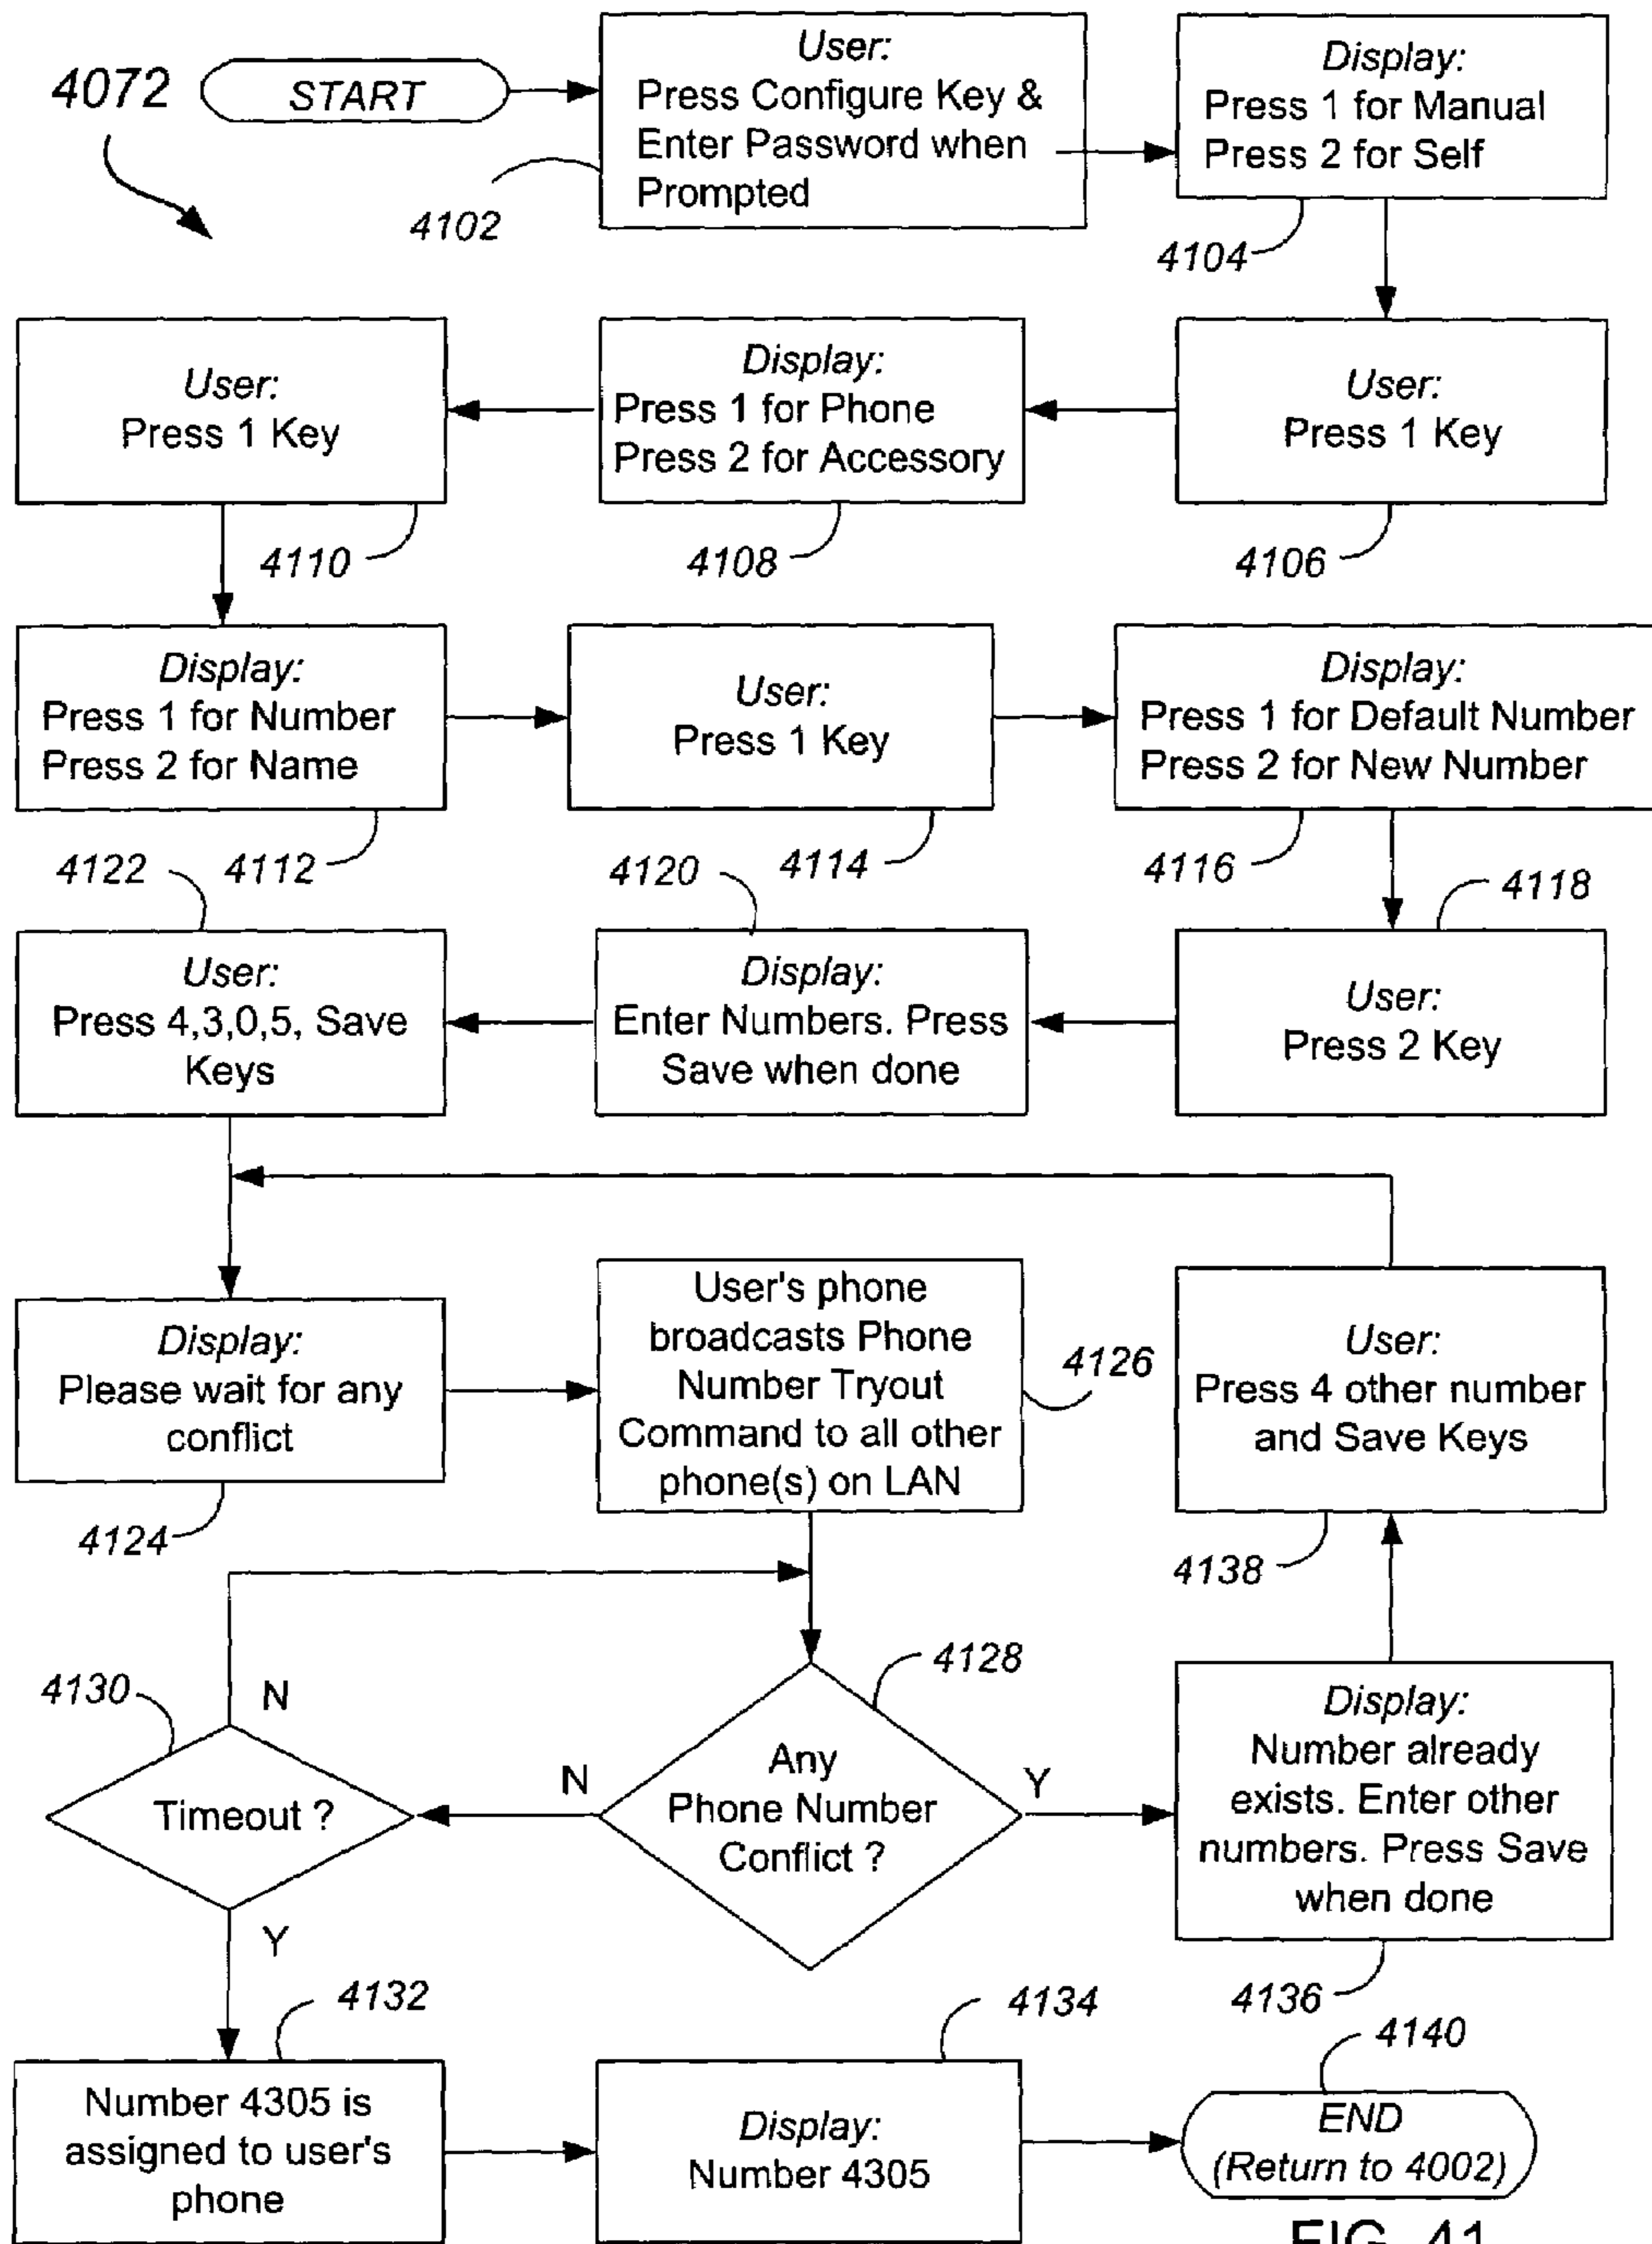 4072
START
User:
Press Configure Key &
Enter Password when
Prompted
4102
Display:
Press 1 for Manual
Press 2 for Self
4104
User:
Press 1 Key
4106
Display:
Press 1 for Phone
Press 2 for Accessory
4108
User:
Press 1 Key
4110
Display:
Press 1 for Number
Press 2 for Name
4112
User:
Press 1 Key
4114
Display:
Press 1 for Default Number
Press 2 for New Number
4116
4118
User:
Press 2 Key
4120
Display:
Enter Numbers. Press
Save when done
4122
User:
Press 4,3,0,5, Save
Keys
Display:
Please wait for any
conflict
4124
User's phone
broadcasts Phone
Number Tryout
Command to all other
phone(s) on LAN
4126
User:
Press 4 other number
and Save Keys
4138
4128
Any
Phone Number
Conflict ?
N
Y
4130
N
Timeout ?
Y
Display:
Number already
exists. Enter other
numbers. Press Save
when done
4136
4132
Number 4305 is
assigned to user's
phone
4134
Display:
Number 4305
4140
END
(Return to 4002)
FIG. 41